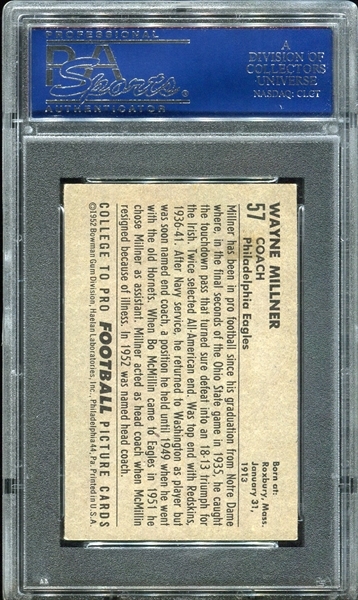 PROFESSIONAL
PSA
Sports
AUTHENTICATOR
A
DIVISION OF
COLLECTORS
UNIVERSE
NASDAQ: CLCT
WAYNE MILLNER
57 COACH
Philadelphia Eagles
Born at:
Roxbury, Mass.
January 31,
1913
Millner has been in pro football since his graduation from Notre Dame
where, in the final seconds of the Ohio State game in 1935, he caught
the touchdown pass that turned sure defeat into an 18-13 triumph for
the Irish. Twice selected All-American end. Was top end with Redskins,
1936-41. After Navy service, he returned to Washington as player but
was soon named end coach, a position he held until 1949 when he went
with the old Hornets. When Bo McMillin came to Eagles in 1951 he
chose Millner as assistant. Millner acted as head coach when McMillin
resigned because of illness. In 1952 was named head coach.
COLLEGE TO PRO FOOTBALL PICTURE CARDS
©1952 Bowman Gum Division, Haelan Laboratories, Inc., Philadelphia 44, Pa. Printed in U.S.A.